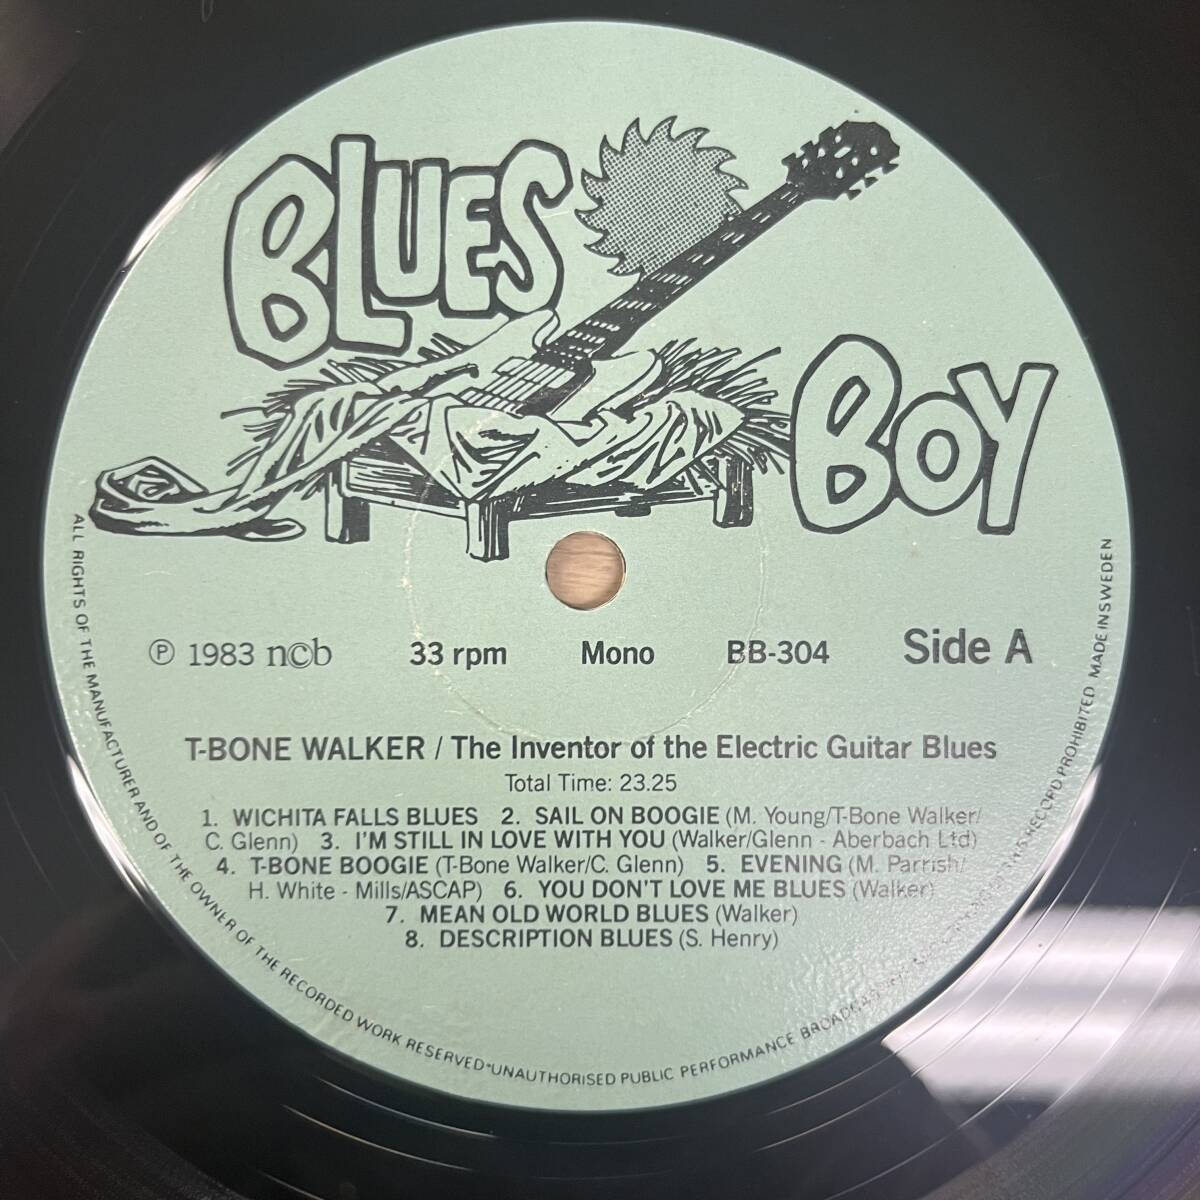 BLUES
BOY
℗ 1983 n©b 33 rpm Mono BB-304 Side A
T-BONE WALKER / The Inventor of the Electric Guitar Blues
Total Time: 23.25
1. WICHITA FALLS BLUES 2. SAIL ON BOOGIE (M. Young/T-Bone Walker/
C. Glenn) 3. I'M STILL IN LOVE WITH YOU (Walker/Glenn - Aberbach Ltd)
4. T-BONE BOOGIE (T-Bone Walker/C. Glenn) 5. EVENING (M. Parrish/
H. White - Mills/ASCAP) 6. YOU DON'T LOVE ME BLUES (Walker)
7. MEAN OLD WORLD BLUES (Walker)
8. DESCRIPTION BLUES (S. Henry)
ALL RIGHTS OF THE MANUFACTURER AND OF THE OWNER OF THE RECORDED WORK RESERVED·UNAUTHORISED PUBLIC PERFORMANCE RECORD PROHIBITED MADE IN SWEDEN